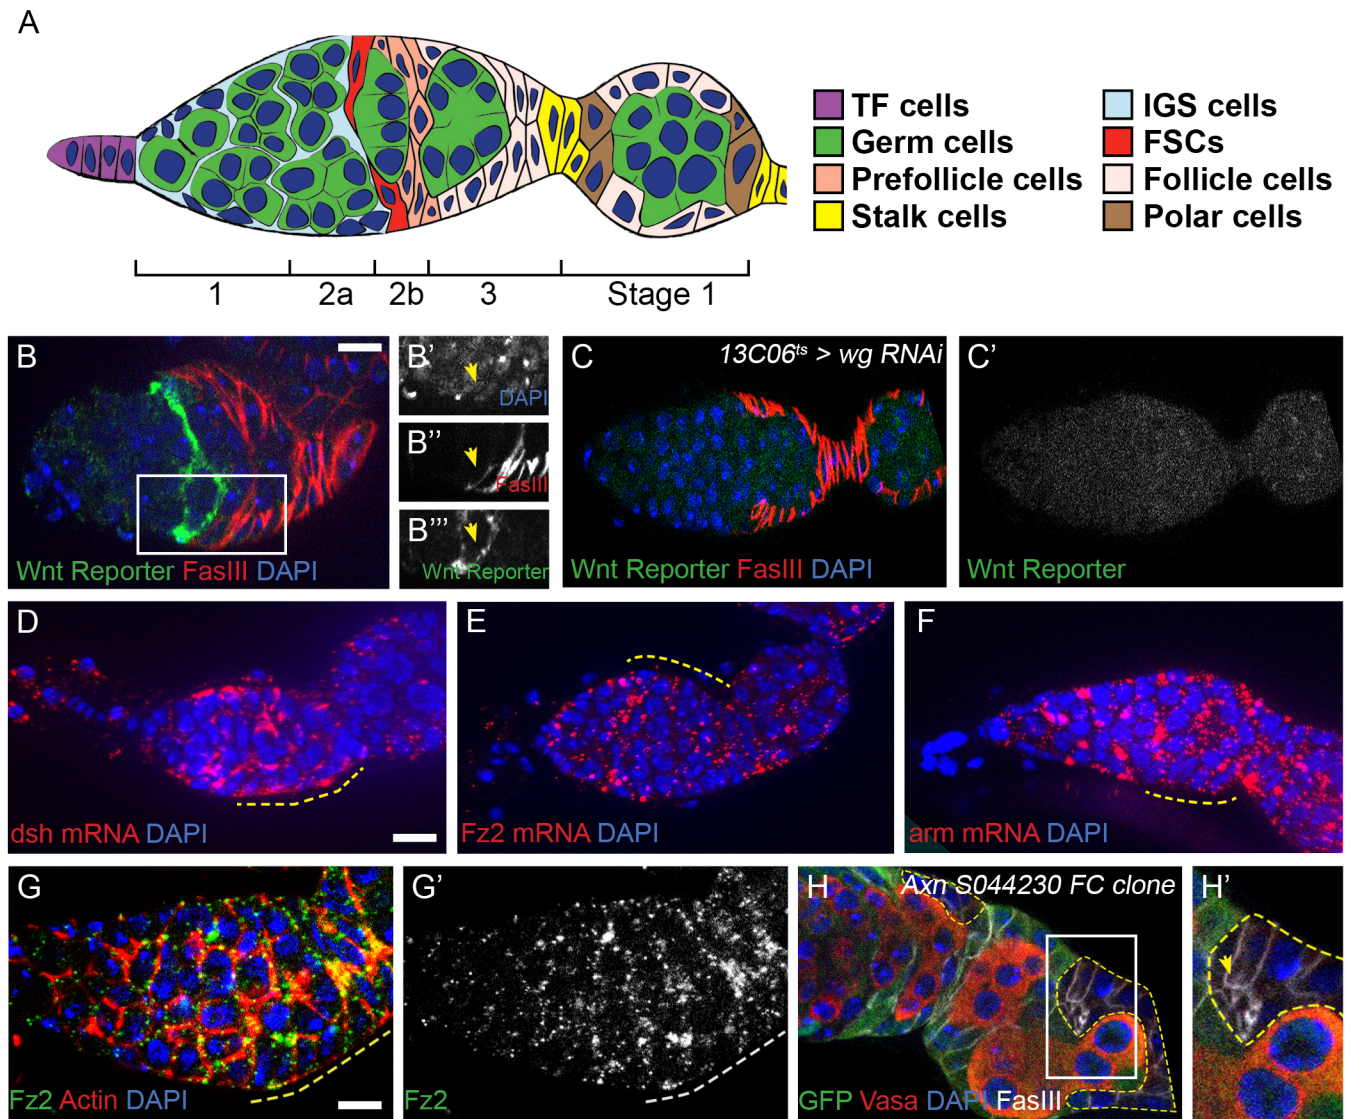 A
TF cells
Germ cells
Prefollicle cells
Stalk cells
IGS cells
FSCs
Follicle cells
Polar cells
1 2a 2b 3 Stage 1
B
Wnt Reporter FasIII DAPI
B'
DAPI
B''
FasIII
B'''
Wnt Reporter
C
13C06ts > wg RNAi
Wnt Reporter FasIII DAPI
C'
Wnt Reporter
D
dsh mRNA DAPI
E
Fz2 mRNA DAPI
F
arm mRNA DAPI
G
Fz2 Actin DAPI
G'
Fz2
H
Axn S044230 FC clone
GFP Vasa DAPI FasIII
H'